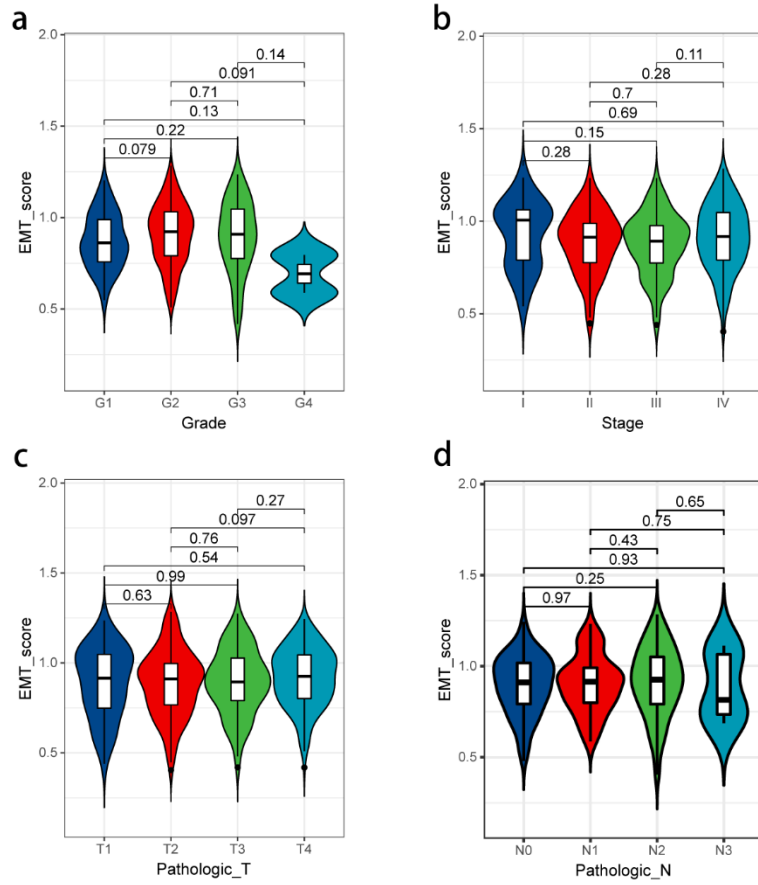 a
2.0
0.14
0.091
0.71
1.5
0.13
0.22
0.079
EMT_score
1.0
0.5
G1 G2 G3 G4
Grade
b
2.0
0.11
0.28
0.7
0.69
1.5
0.15
0.28
EMT_score
1.0
0.5
I II III IV
Stage
c
2.0
0.27
0.097
0.76
0.54
1.5
0.99
0.63
EMT_score
1.0
0.5
T1 T2 T3 T4
Pathologic_T
d
2.0
0.65
0.75
0.43
0.93
1.5
0.25
0.97
EMT_score
1.0
0.5
N0 N1 N2 N3
Pathologic_N